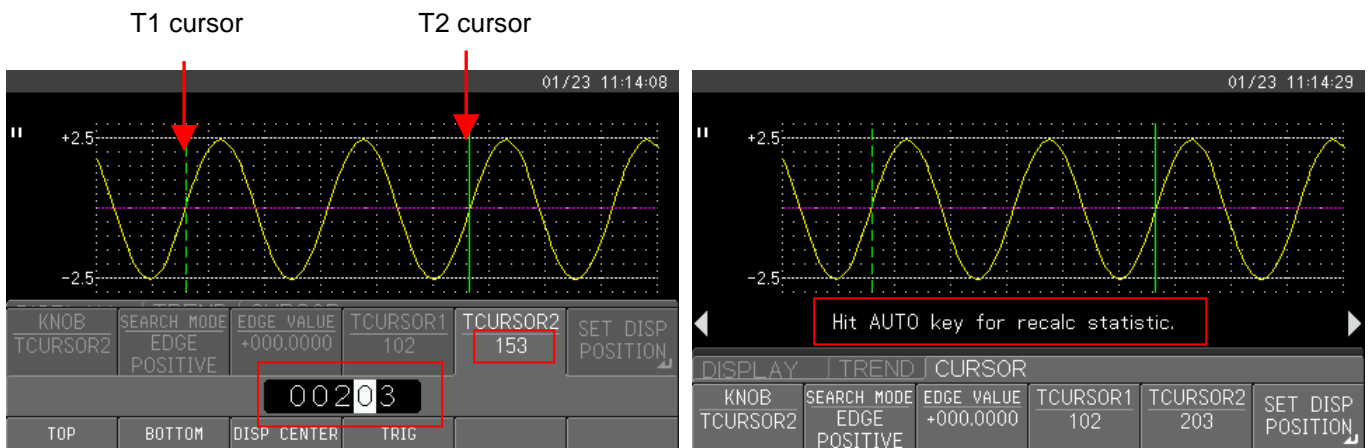 T1 cursor T2 cursor
01/23 11:14:08
"
+2.5
-2.5
TREND CURSOR
KNOB
TCURSOR2
SEARCH MODE
EDGE
POSITIVE
EDGE VALUE
+000.0000
TCURSOR1
102
TCURSOR2
153
SET DISP
POSITION
00203
TOP BOTTOM DISP CENTER TRIG
01/23 11:14:29
"
+2.5
-2.5
Hit AUTO key for recalc statistic.
DISPLAY TREND CURSOR
KNOB
TCURSOR2
SEARCH MODE
EDGE
POSITIVE
EDGE VALUE
+000.0000
TCURSOR1
102
TCURSOR2
203
SET DISP
POSITION